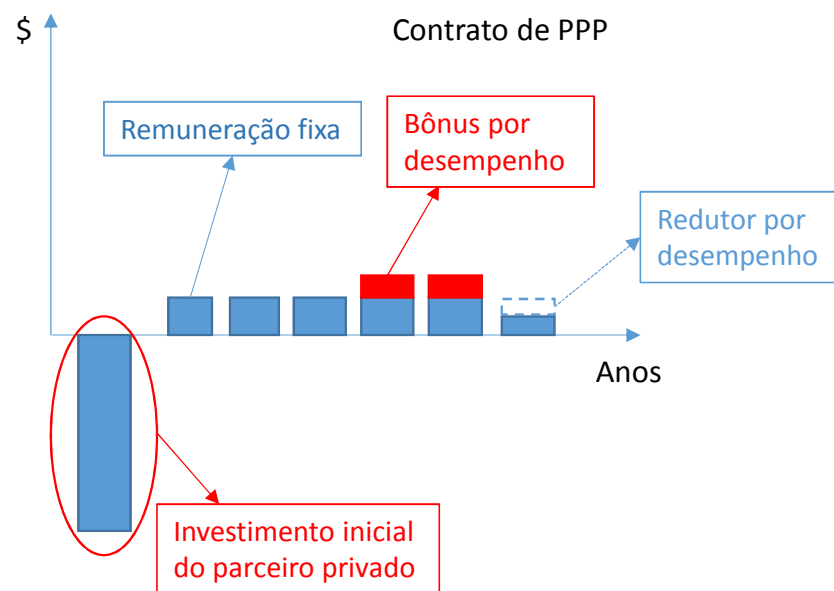 $
Contrato de PPP
Remuneração fixa
Bônus por
desempenho
Redutor por
desempenho
Anos
Investimento inicial
do parceiro privado